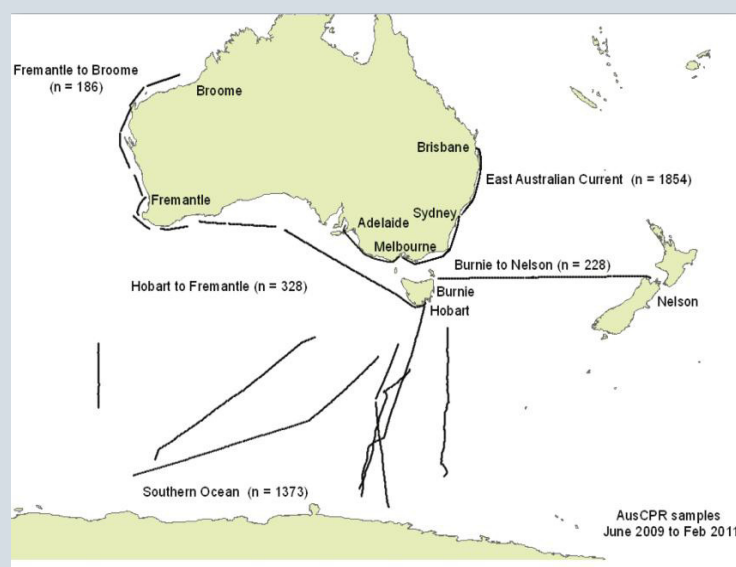 Fremantle to Broome
(n = 186)
Broome
Brisbane
East Australian Current (n = 1854)
Fremantle
Sydney
Adelaide
Melbourne
Burnie to Nelson (n = 228)
Hobart to Fremantle (n = 328)
Burnie
Nelson
Hobart
Southern Ocean (n = 1373)
AusCPR samples
June 2009 to Feb 2011